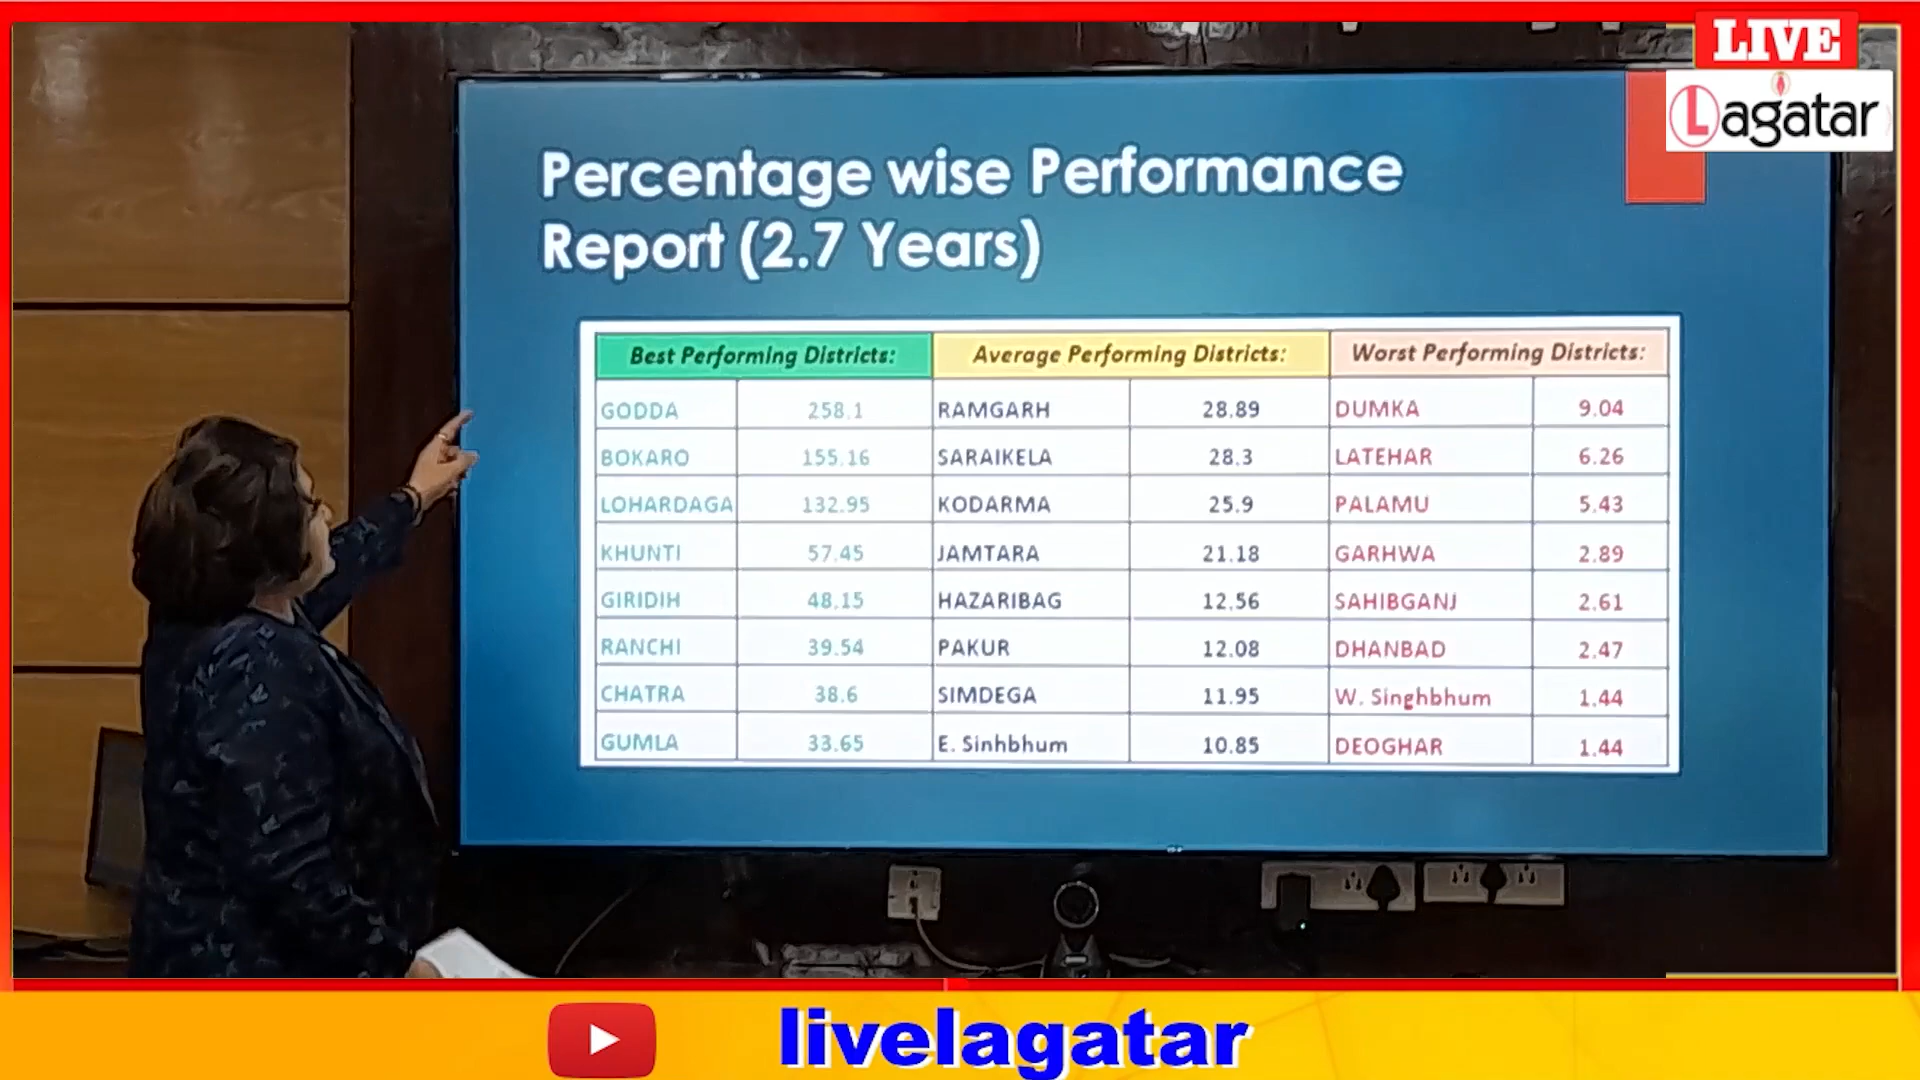 LIVE
Lagatar
Percentage wise Performance
Report (2.7 Years)
Best Performing Districts: Average Performing Districts: Worst Performing Districts:
GODDA 258.1 RAMGARH 28.89 DUMKA 9.04
BOKARO 155.16 SARAIKELA 28.3 LATEHAR 6.26
LOHARDAGA 132.95 KODARMA 25.9 PALAMU 5.43
KHUNTI 57.45 JAMTARA 21.18 GARHWA 2.89
GIRIDIH 48.15 HAZARIBAG 12.56 SAHIBGANJ 2.61
RANCHI 39.54 PAKUR 12.08 DHANBAD 2.47
CHATRA 38.6 SIMDEGA 11.95 W. Singhbhum 1.44
GUMLA 33.65 E. Sinhbhum 10.85 DEOGHAR 1.44
livelagatar